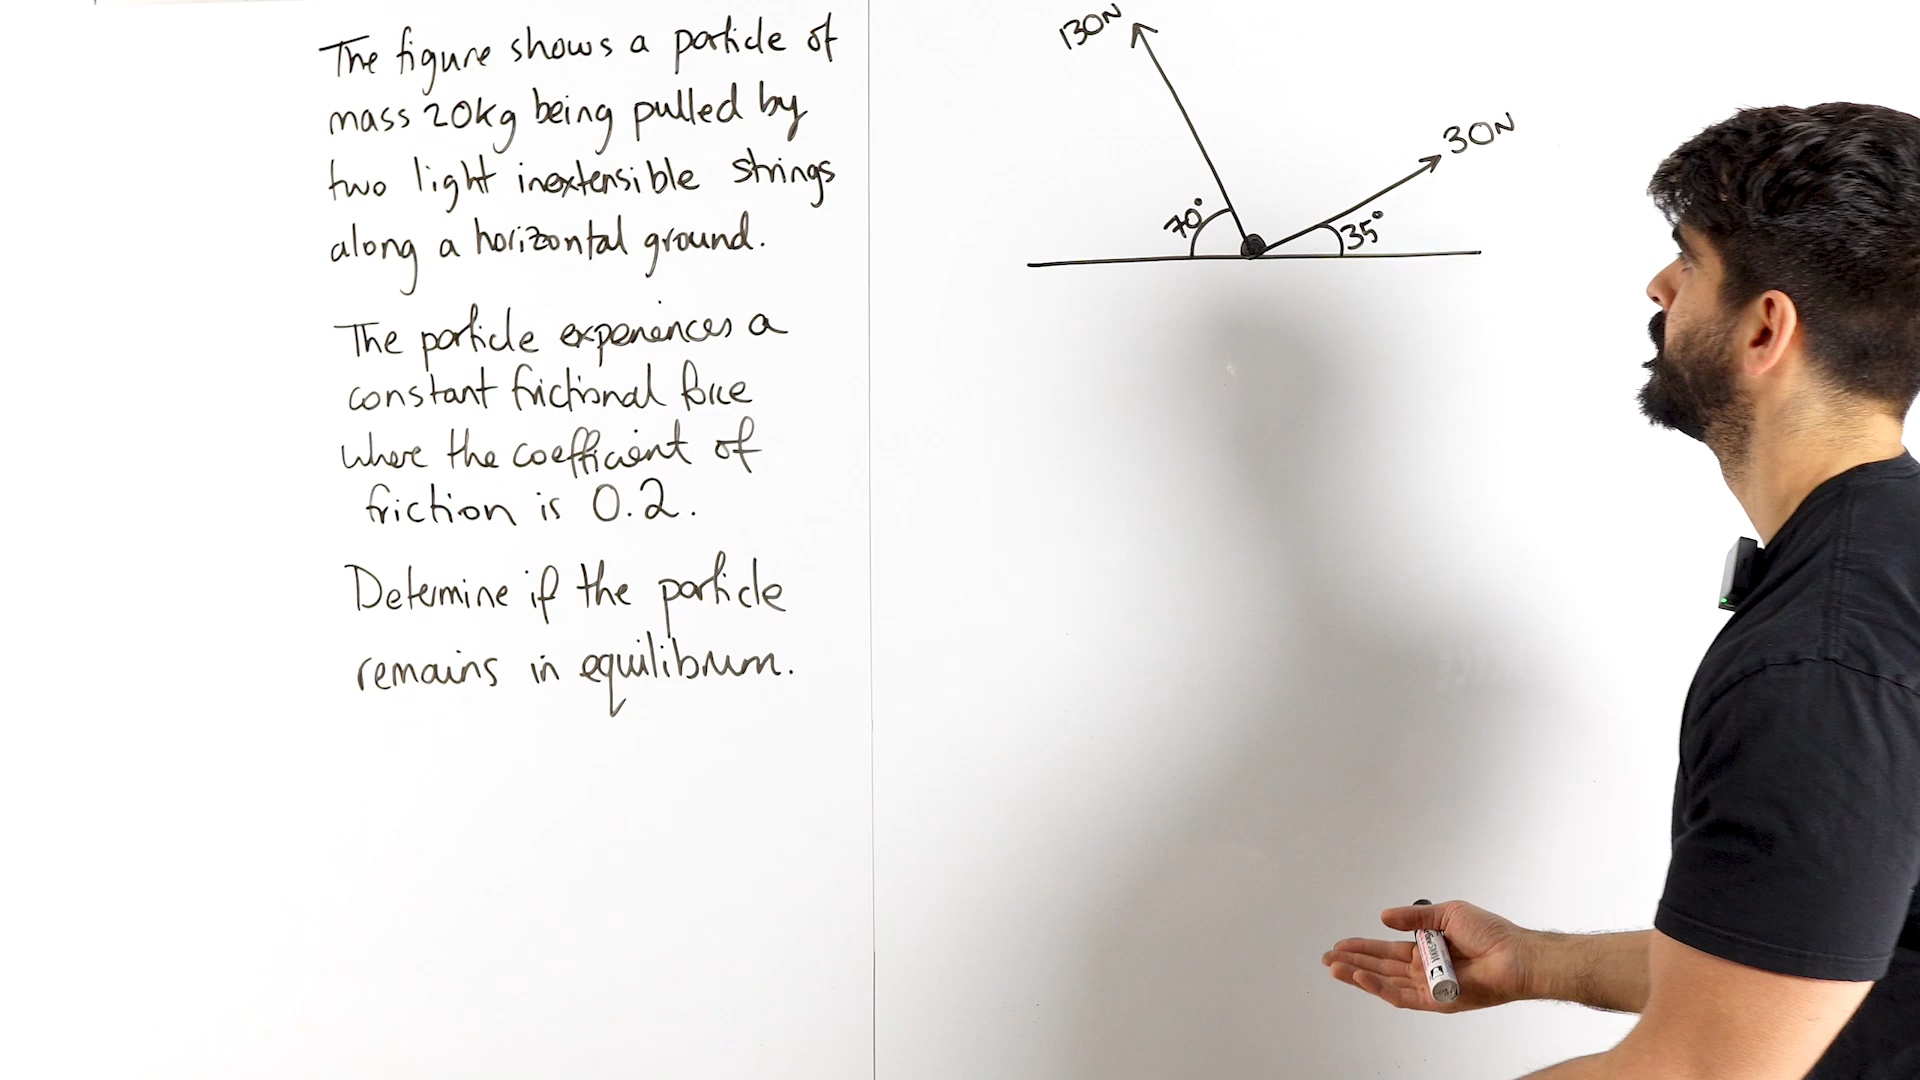 The figure shows a particle of
mass 20kg being pulled by
two light inextensible strings
along a horizontal ground.
The particle experiences a
constant frictional force
where the coefficient of
friction is 0.2.
Determine if the particle
remains in equilibrium.
130N
30N
70°
35°